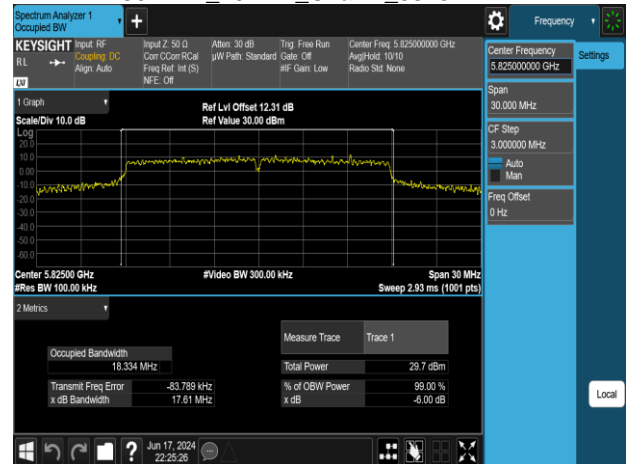 Spectrum Analyzer 1
Occupied BW
Frequency
KEYSIGHT
RL
Input: RF
Coupling: DC
Align: Auto
Input Z: 50 Ω
Corr CCorr RCal
Freq Ref: Int (S)
NFE: Off
Atten: 30 dB
µW Path: Standard
Trig: Free Run
Gate: Off
#IF Gain: Low
Center Freq: 5.825000000 GHz
Avg|Hold: 10/10
Radio Std: None
LXI
1 Graph
Scale/Div 10.0 dB
Ref Lvl Offset 12.31 dB
Ref Value 30.00 dBm
Log
20.0
10.0
0.00
-10.0
-20.0
-30.0
-40.0
-50.0
-60.0
Center 5.82500 GHz
#Res BW 100.00 kHz
#Video BW 300.00 kHz
Span 30 MHz
Sweep 2.93 ms (1001 pts)
2 Metrics
Measure Trace Trace 1
Occupied Bandwidth
18.334 MHz
Total Power 29.7 dBm
Transmit Freq Error -83.789 kHz
% of OBW Power 99.00 %
x dB Bandwidth 17.61 MHz
x dB -6.00 dB
Center Frequency
5.825000000 GHz
Settings
Span
30.000 MHz
CF Step
3.000000 MHz
Auto
Man
Freq Offset
0 Hz
Local
?
Jun 17, 2024
22:25:26